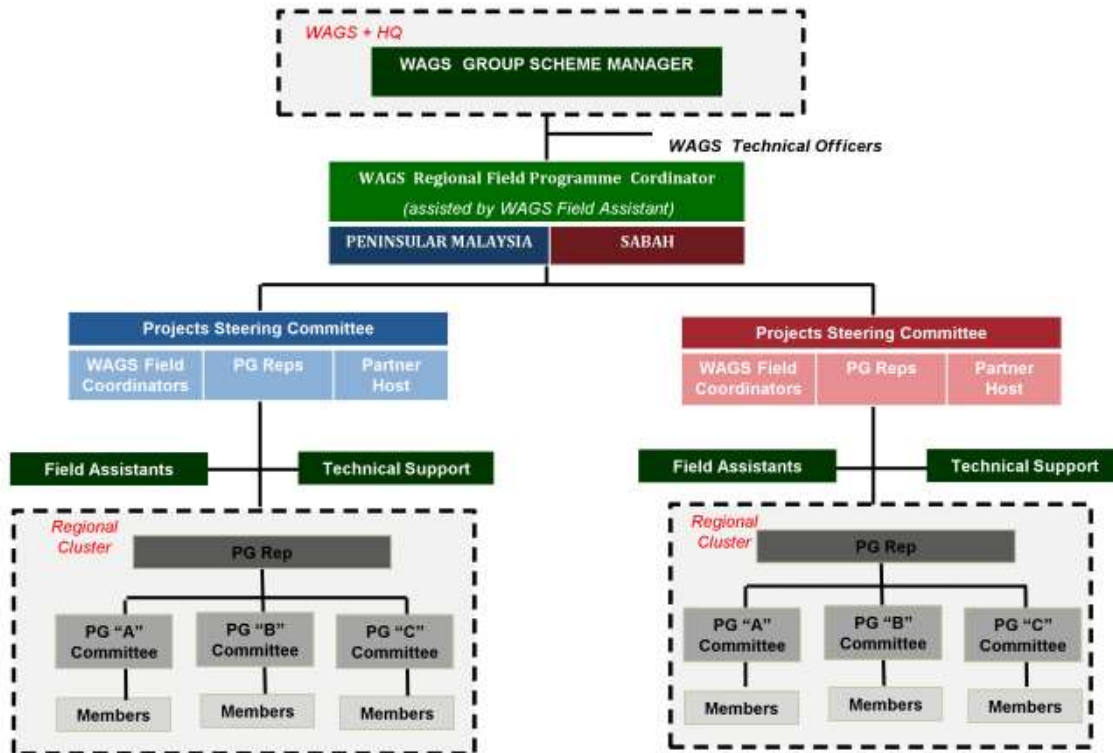 WAGS + HQ
WAGS GROUP SCHEME MANAGER
WAGS Technical Officers
WAGS Regional Field Programme Cordinator
(assisted by WAGS Field Assistant)
PENINSULAR MALAYSIA
SABAH
Projects Steering Committee
WAGS Field
Coordinators
PG Reps
Partner
Host
Projects Steering Committee
WAGS Field
Coordinators
PG Reps
Partner
Host
Field Assistants
Technical Support
Field Assistants
Technical Support
Regional
Cluster
PG Rep
PG “A”
Committee
PG “B”
Committee
PG “C”
Committee
Members
Members
Members
Regional
Cluster
PG Rep
PG “A”
Committee
PG “B”
Committee
PG “C”
Committee
Members
Members
Members